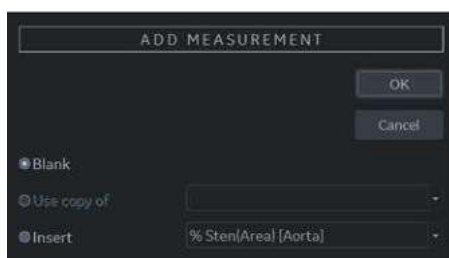 ADD MEASUREMENT
OK
Cancel
Blank
Use copy of
Insert % Sten(Area) [Aorta]